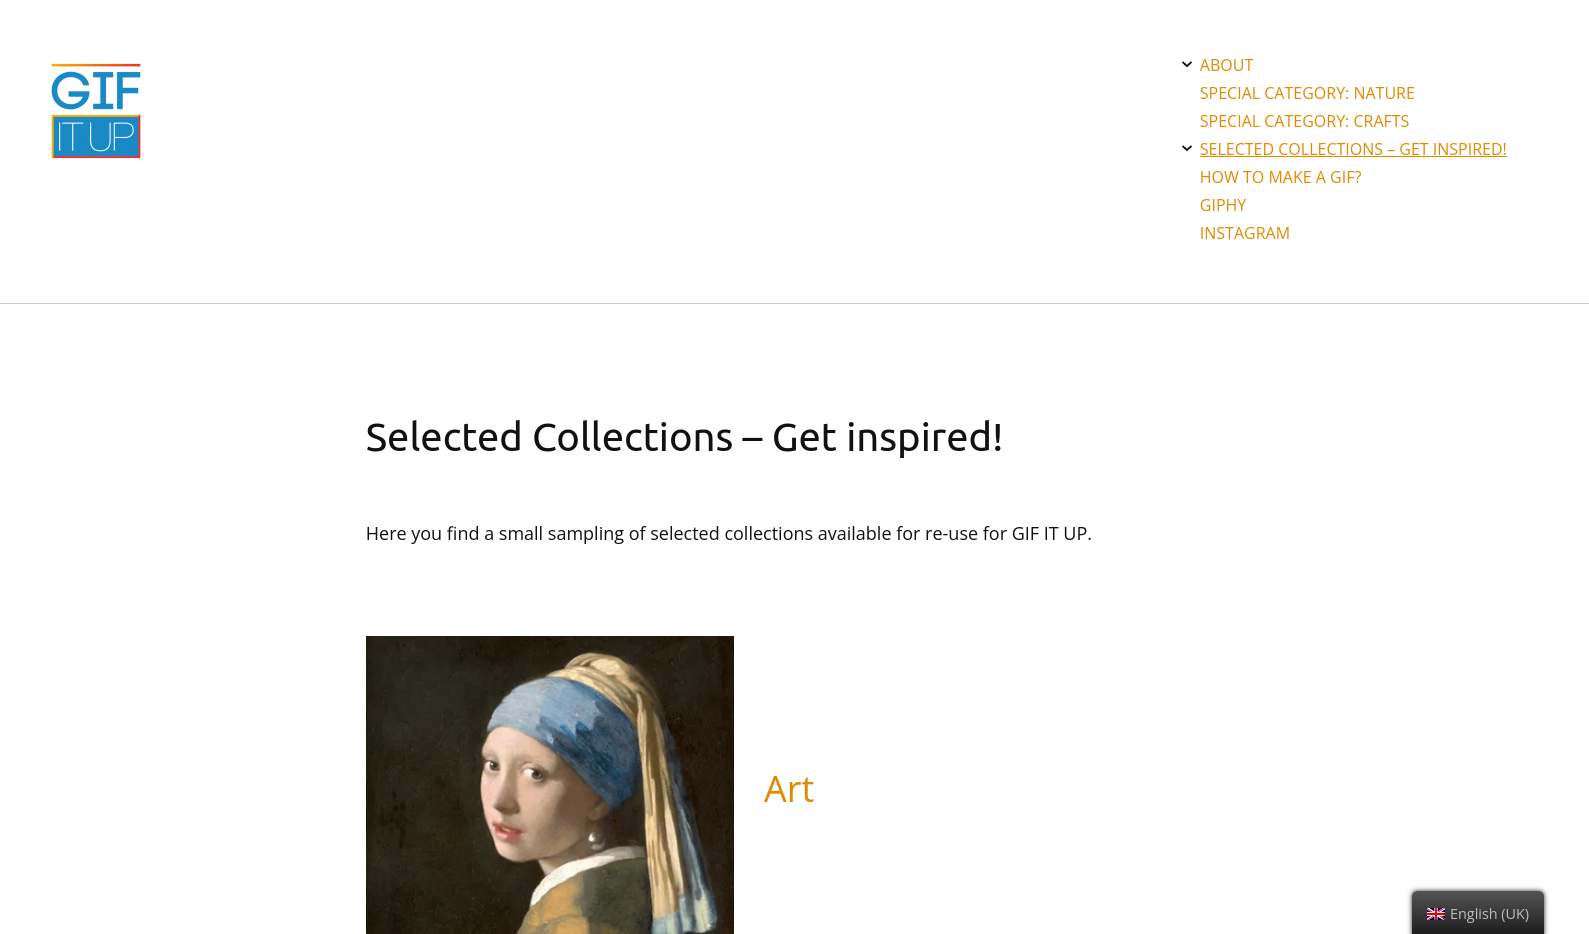 GIF
IT UP
ABOUT
SPECIAL CATEGORY: NATURE
SPECIAL CATEGORY: CRAFTS
SELECTED COLLECTIONS – GET INSPIRED!
HOW TO MAKE A GIF?
GIPHY
INSTAGRAM
Selected Collections – Get inspired!
Here you find a small sampling of selected collections available for re-use for GIF IT UP.
Art
English (UK)